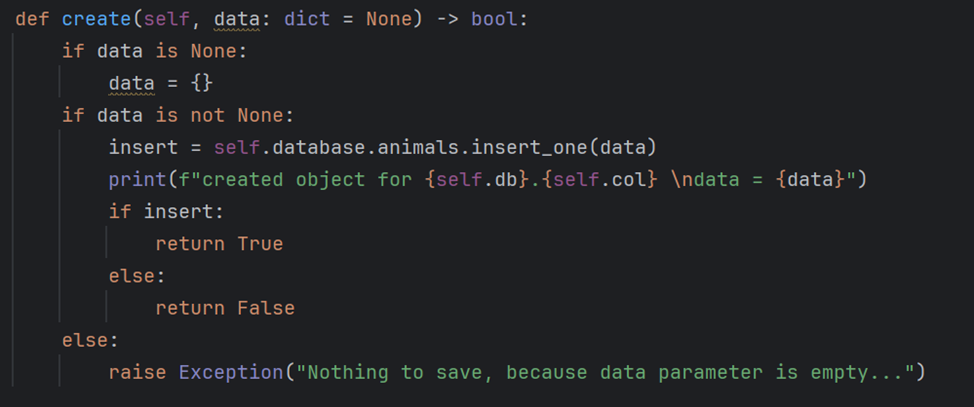 def create(self, data: dict = None) -> bool:
    if data is None:
        data = {}
    if data is not None:
        insert = self.database.animals.insert_one(data)
        print(f"created object for {self.db}.{self.col} \ndata = {data}")
        if insert:
            return True
        else:
            return False
    else:
        raise Exception("Nothing to save, because data parameter is empty...")